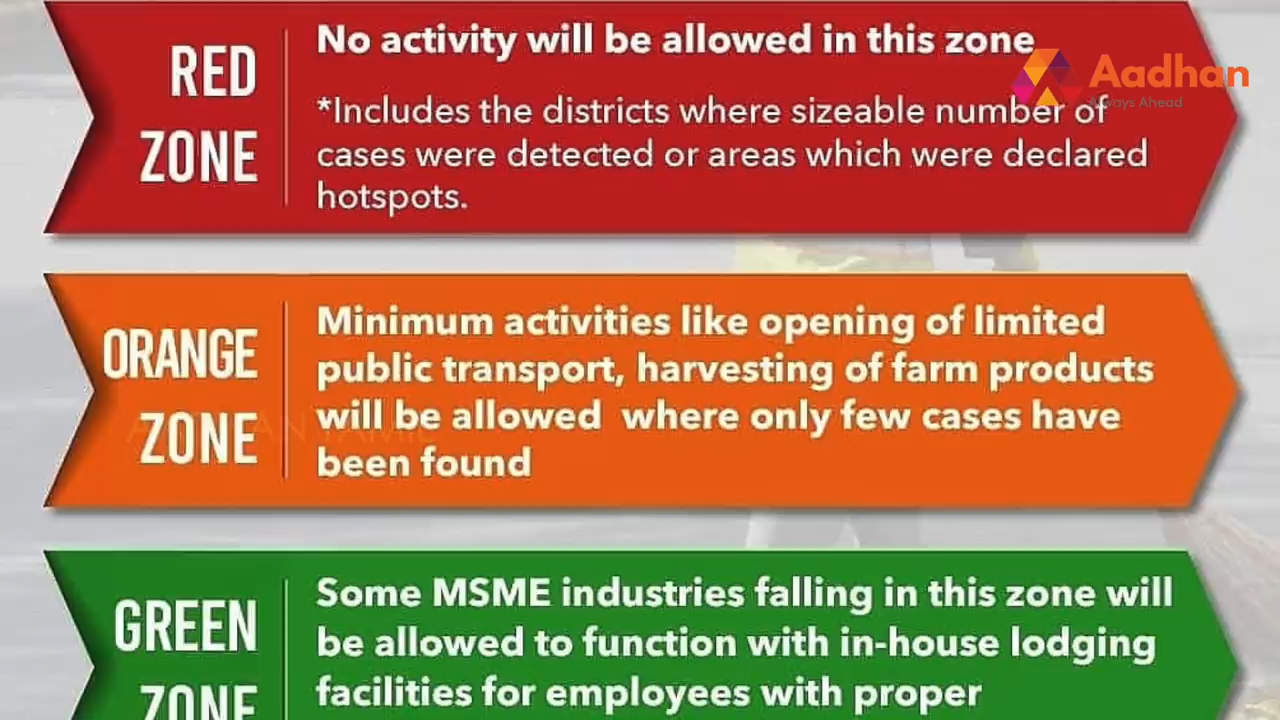 RED
ZONE
No activity will be allowed in this zone
*Includes the districts where sizeable number of
cases were detected or areas which were declared
hotspots.
Aadhan
Always Ahead
ORANGE
ZONE
Minimum activities like opening of limited
public transport, harvesting of farm products
will be allowed where only few cases have
been found
GREEN
ZONE
Some MSME industries falling in this zone will
be allowed to function with in-house lodging
facilities for employees with proper